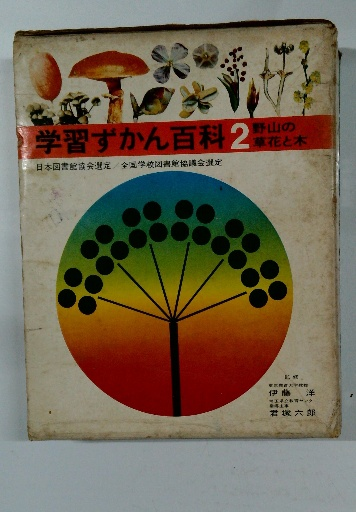 学習ずかん百科 2 野山の
草花と木
日本図書館協会選定／全国学校図書館協議会選定
監修
伊藤 洋
君塚六郎